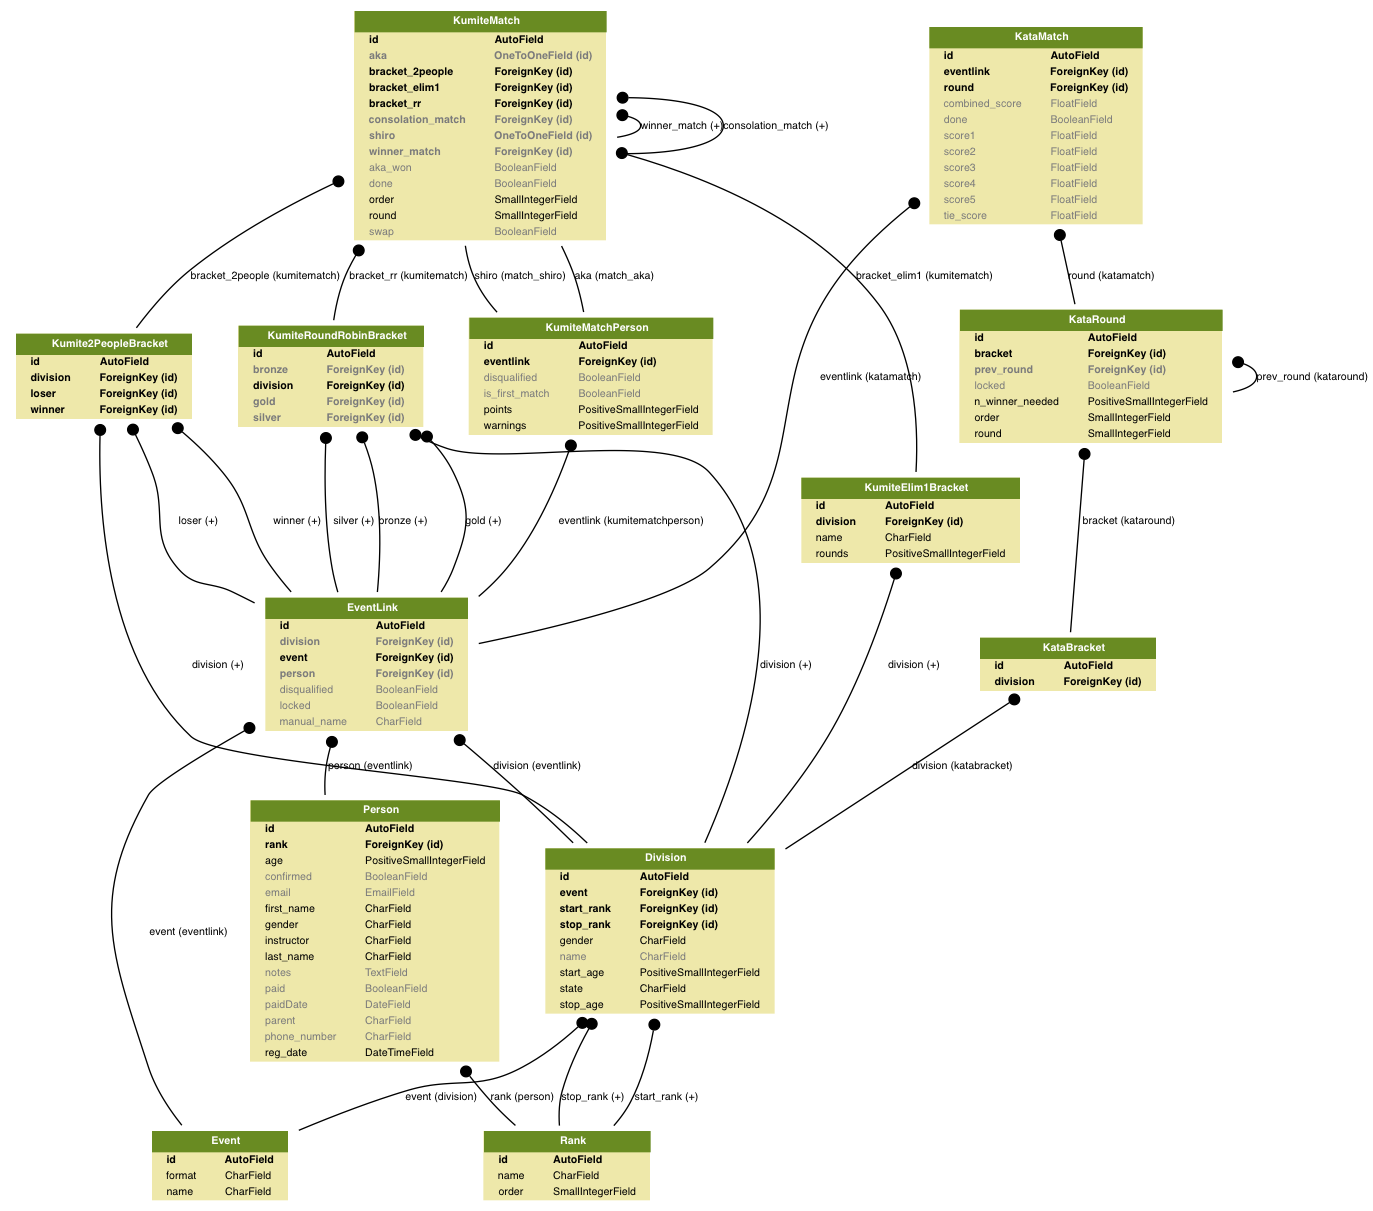 KumiteMatch
id AutoField
aka OneToOneField (id)
bracket_2people ForeignKey (id)
bracket_elim1 ForeignKey (id)
bracket_rr ForeignKey (id)
consolation_match ForeignKey (id)
shiro OneToOneField (id)
winner_match ForeignKey (id)
aka_won BooleanField
done BooleanField
order SmallIntegerField
round SmallIntegerField
swap BooleanField
KataMatch
id AutoField
eventlink ForeignKey (id)
round ForeignKey (id)
combined_score FloatField
done BooleanField
score1 FloatField
score2 FloatField
score3 FloatField
score4 FloatField
score5 FloatField
tie_score FloatField
winner_match (+)
consolation_match (+)
bracket_2people (kumitematch)
bracket_rr (kumitematch)
shiro (match_shiro)
aka (match_aka)
bracket_elim1 (kumitematch)
round (katamatch)
Kumite2PeopleBracket
id AutoField
division ForeignKey (id)
loser ForeignKey (id)
winner ForeignKey (id)
KumiteRoundRobinBracket
id AutoField
bronze ForeignKey (id)
division ForeignKey (id)
gold ForeignKey (id)
silver ForeignKey (id)
KumiteMatchPerson
id AutoField
eventlink ForeignKey (id)
disqualified BooleanField
is_first_match BooleanField
points PositiveSmallIntegerField
warnings PositiveSmallIntegerField
eventlink (katamatch)
KataRound
id AutoField
bracket ForeignKey (id)
prev_round ForeignKey (id)
locked BooleanField
n_winner_needed PositiveSmallIntegerField
order SmallIntegerField
round SmallIntegerField
prev_round (kataround)
KumiteElim1Bracket
id AutoField
division ForeignKey (id)
name CharField
rounds PositiveSmallIntegerField
loser (+)
winner (+)
silver (+)
bronze (+)
gold (+)
eventlink (kumitematchperson)
bracket (kataround)
EventLink
id AutoField
division ForeignKey (id)
event ForeignKey (id)
person ForeignKey (id)
disqualified BooleanField
locked BooleanField
manual_name CharField
KataBracket
id AutoField
division ForeignKey (id)
division (+)
division (+)
division (+)
person (eventlink)
division (eventlink)
division (katabracket)
Person
id AutoField
rank ForeignKey (id)
age PositiveSmallIntegerField
confirmed BooleanField
email EmailField
first_name CharField
gender CharField
instructor CharField
last_name CharField
notes TextField
paid BooleanField
paidDate DateField
parent CharField
phone_number CharField
reg_date DateTimeField
Division
id AutoField
event ForeignKey (id)
start_rank ForeignKey (id)
stop_rank ForeignKey (id)
gender CharField
name CharField
start_age PositiveSmallIntegerField
state CharField
stop_age PositiveSmallIntegerField
event (eventlink)
event (division)
rank (person)
stop_rank (+)
start_rank (+)
Event
id AutoField
format CharField
name CharField
Rank
id AutoField
name CharField
order SmallIntegerField